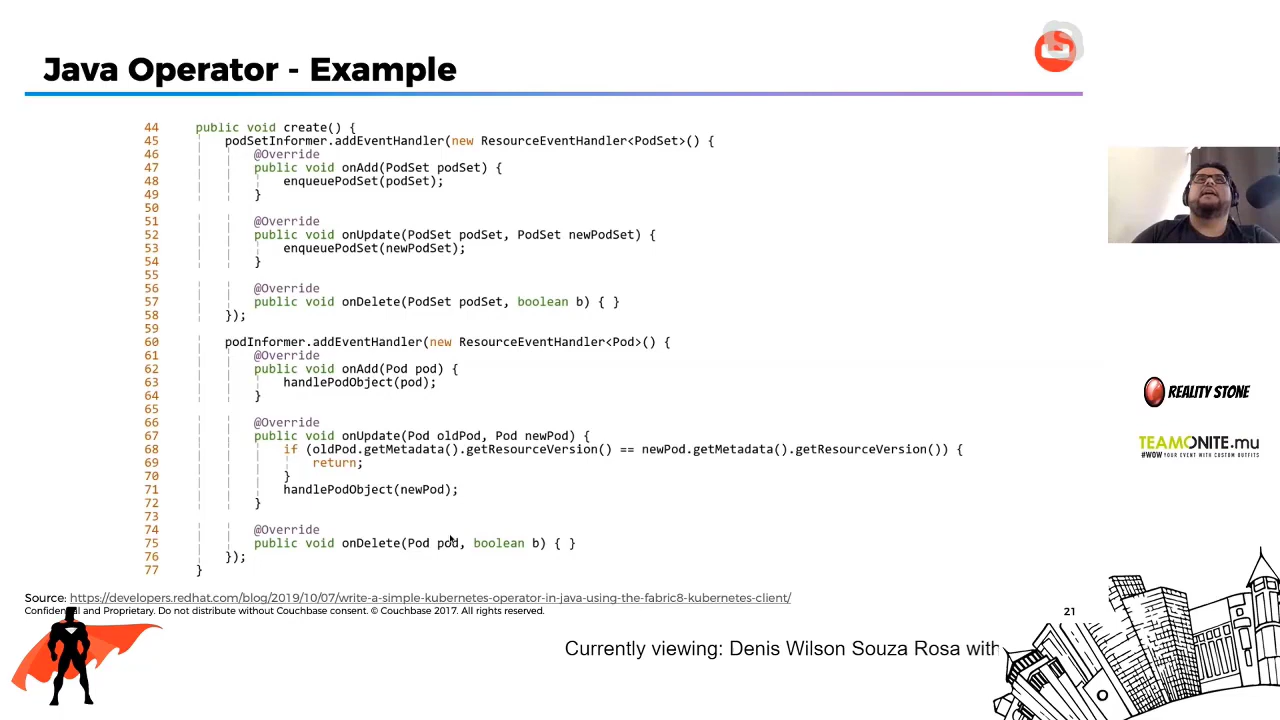 Java Operator - Example
44 public void create() {
45 podSetInformer.addEventHandler(new ResourceEventHandler<PodSet>() {
46 @Override
47 public void onAdd(PodSet podSet) {
48 enqueuePodSet(podSet);
49 }
50
51 @Override
52 public void onUpdate(PodSet podSet, PodSet newPodSet) {
53 enqueuePodSet(newPodSet);
54 }
55
56 @Override
57 public void onDelete(PodSet podSet, boolean b) { }
58 });
59
60 podInformer.addEventHandler(new ResourceEventHandler<Pod>() {
61 @Override
62 public void onAdd(Pod pod) {
63 handlePodObject(pod);
64 }
65
66 @Override
67 public void onUpdate(Pod oldPod, Pod newPod) {
68 if (oldPod.getMetadata().getResourceVersion() == newPod.getMetadata().getResourceVersion()) {
69 return;
70 }
71 handlePodObject(newPod);
72 }
73
74 @Override
75 public void onDelete(Pod pod, boolean b) { }
76 });
77 }
Source: https://developers.redhat.com/blog/2019/10/07/write-a-simple-kubernetes-operator-in-java-using-the-fabric8-kubernetes-client/
Confidential and Proprietary. Do not distribute without Couchbase consent. © Couchbase 2017. All rights reserved.
21
REALITY STONE
TEAMONITE.mu
#WOW YOUR EVENT WITH CUSTOM OUTFITS
Currently viewing: Denis Wilson Souza Rosa with